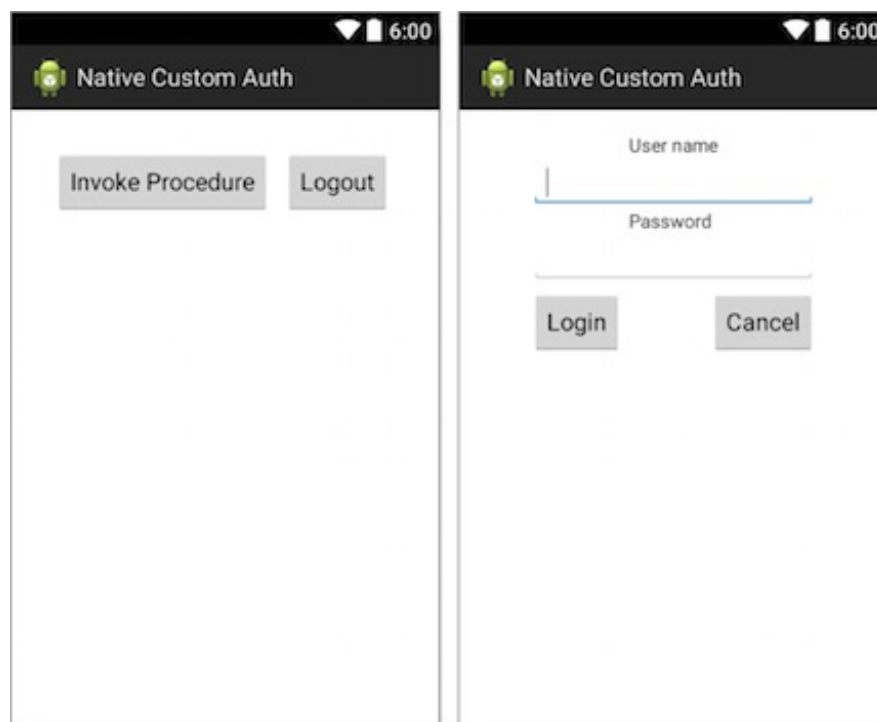 6:00
Native Custom Auth
Invoke Procedure Logout
6:00
Native Custom Auth
User name
Password
Login Cancel